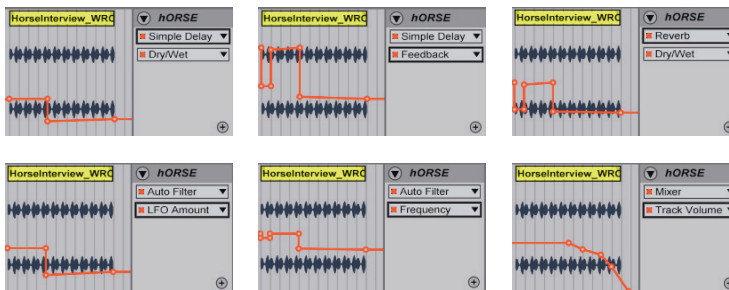 HorseInterview_WRC
hORSE
Simple Delay
Dry/Wet
HorseInterview_WRC
hORSE
Simple Delay
Feedback
HorseInterview_WRC
hORSE
Reverb
Dry/Wet
HorseInterview_WRC
hORSE
Auto Filter
LFO Amount
HorseInterview_WRC
hORSE
Auto Filter
Frequency
HorseInterview_WRC
hORSE
Mixer
Track Volume